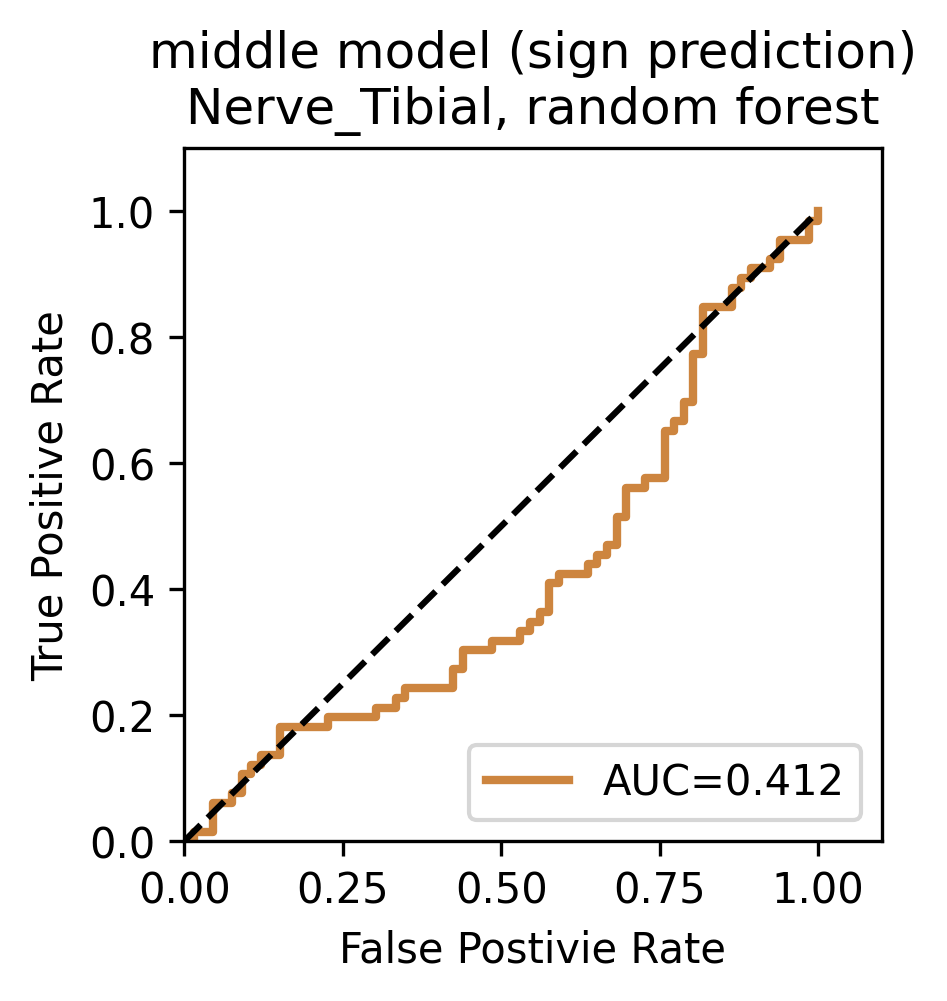 middle model (sign prediction)
Nerve_Tibial, random forest
True Positive Rate
1.0
0.8
0.6
0.4
0.2
0.0
AUC=0.412
0.00 0.25 0.50 0.75 1.00
False Postivie Rate